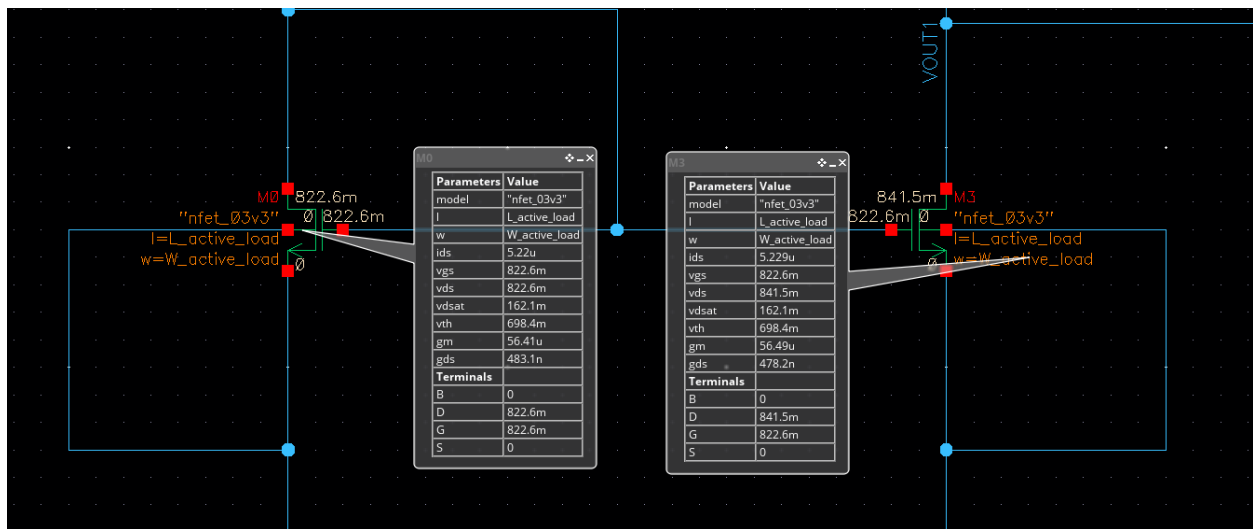 VOUT1
M0
Parameters Value
model "nfet_03v3"
l L_active_load
w W_active_load
ids 5.22u
vgs 822.6m
vds 822.6m
vdsat 162.1m
vth 698.4m
gm 56.41u
gds 483.1n
Terminals
B 0
D 822.6m
G 822.6m
S 0
M3
Parameters Value
model "nfet_03v3"
l L_active_load
w W_active_load
ids 5.229u
vgs 822.6m
vds 841.5m
vdsat 162.1m
vth 698.4m
gm 56.49u
gds 478.2n
Terminals
B 0
D 841.5m
G 822.6m
S 0
M0 822.6m
"nfet_03v3" 0 822.6m
l=L_active_load
w=W_active_load 0
841.5m M3
822.6m 0 "nfet_03v3"
l=L_active_load
0 w=W_active_load